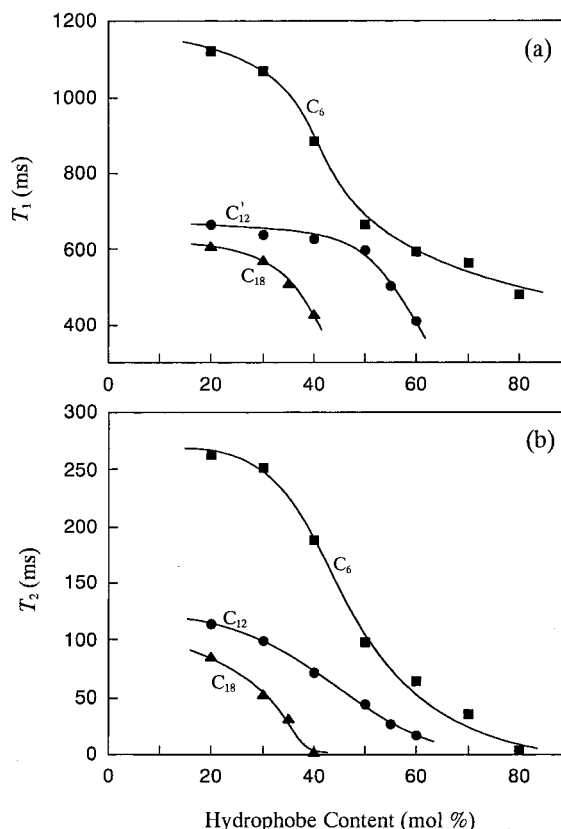 (a)
T₁ (ms)
1200
1000
800
600
400
C₆
C'₁₂
C₁₈
0 20 40 60 80
(b)
T₂ (ms)
300
250
200
150
100
50
0
C₆
C₁₂
C₁₈
0 20 40 60 80
Hydrophobe Content (mol %)